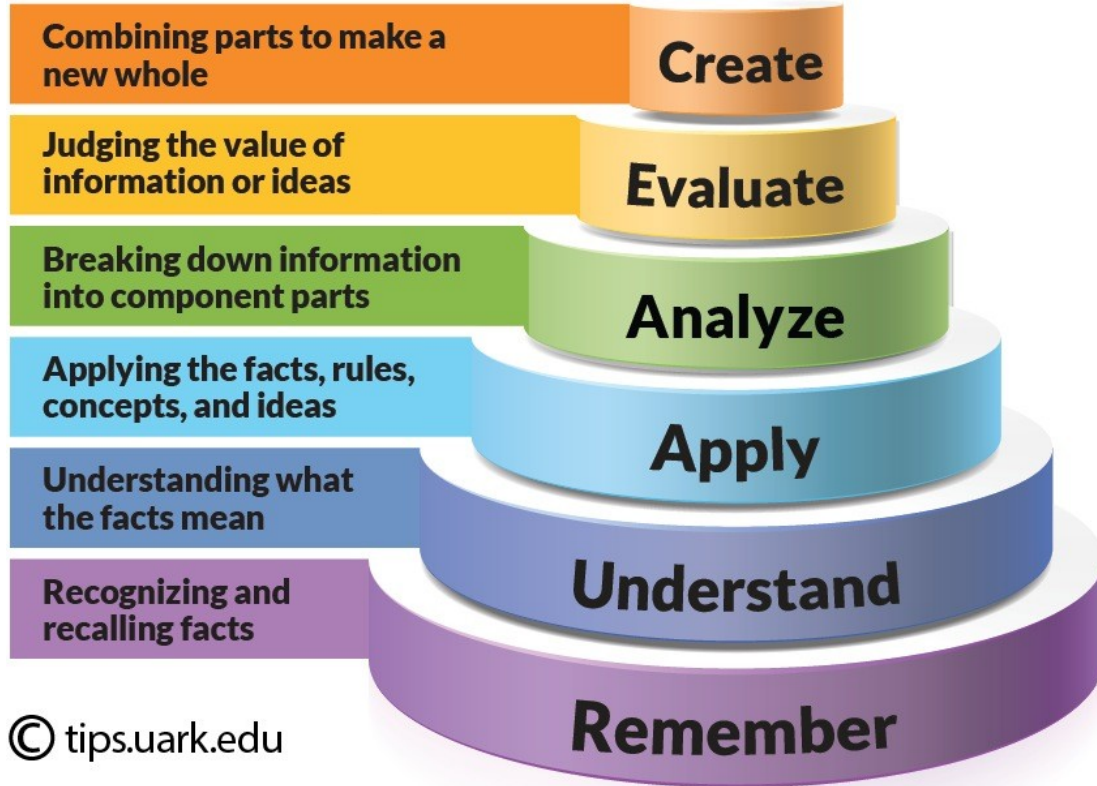 Combining parts to make a
new whole
Create
Judging the value of
information or ideas
Evaluate
Breaking down information
into component parts
Analyze
Applying the facts, rules,
concepts, and ideas
Apply
Understanding what
the facts mean
Understand
Recognizing and
recalling facts
Remember
© tips.uark.edu